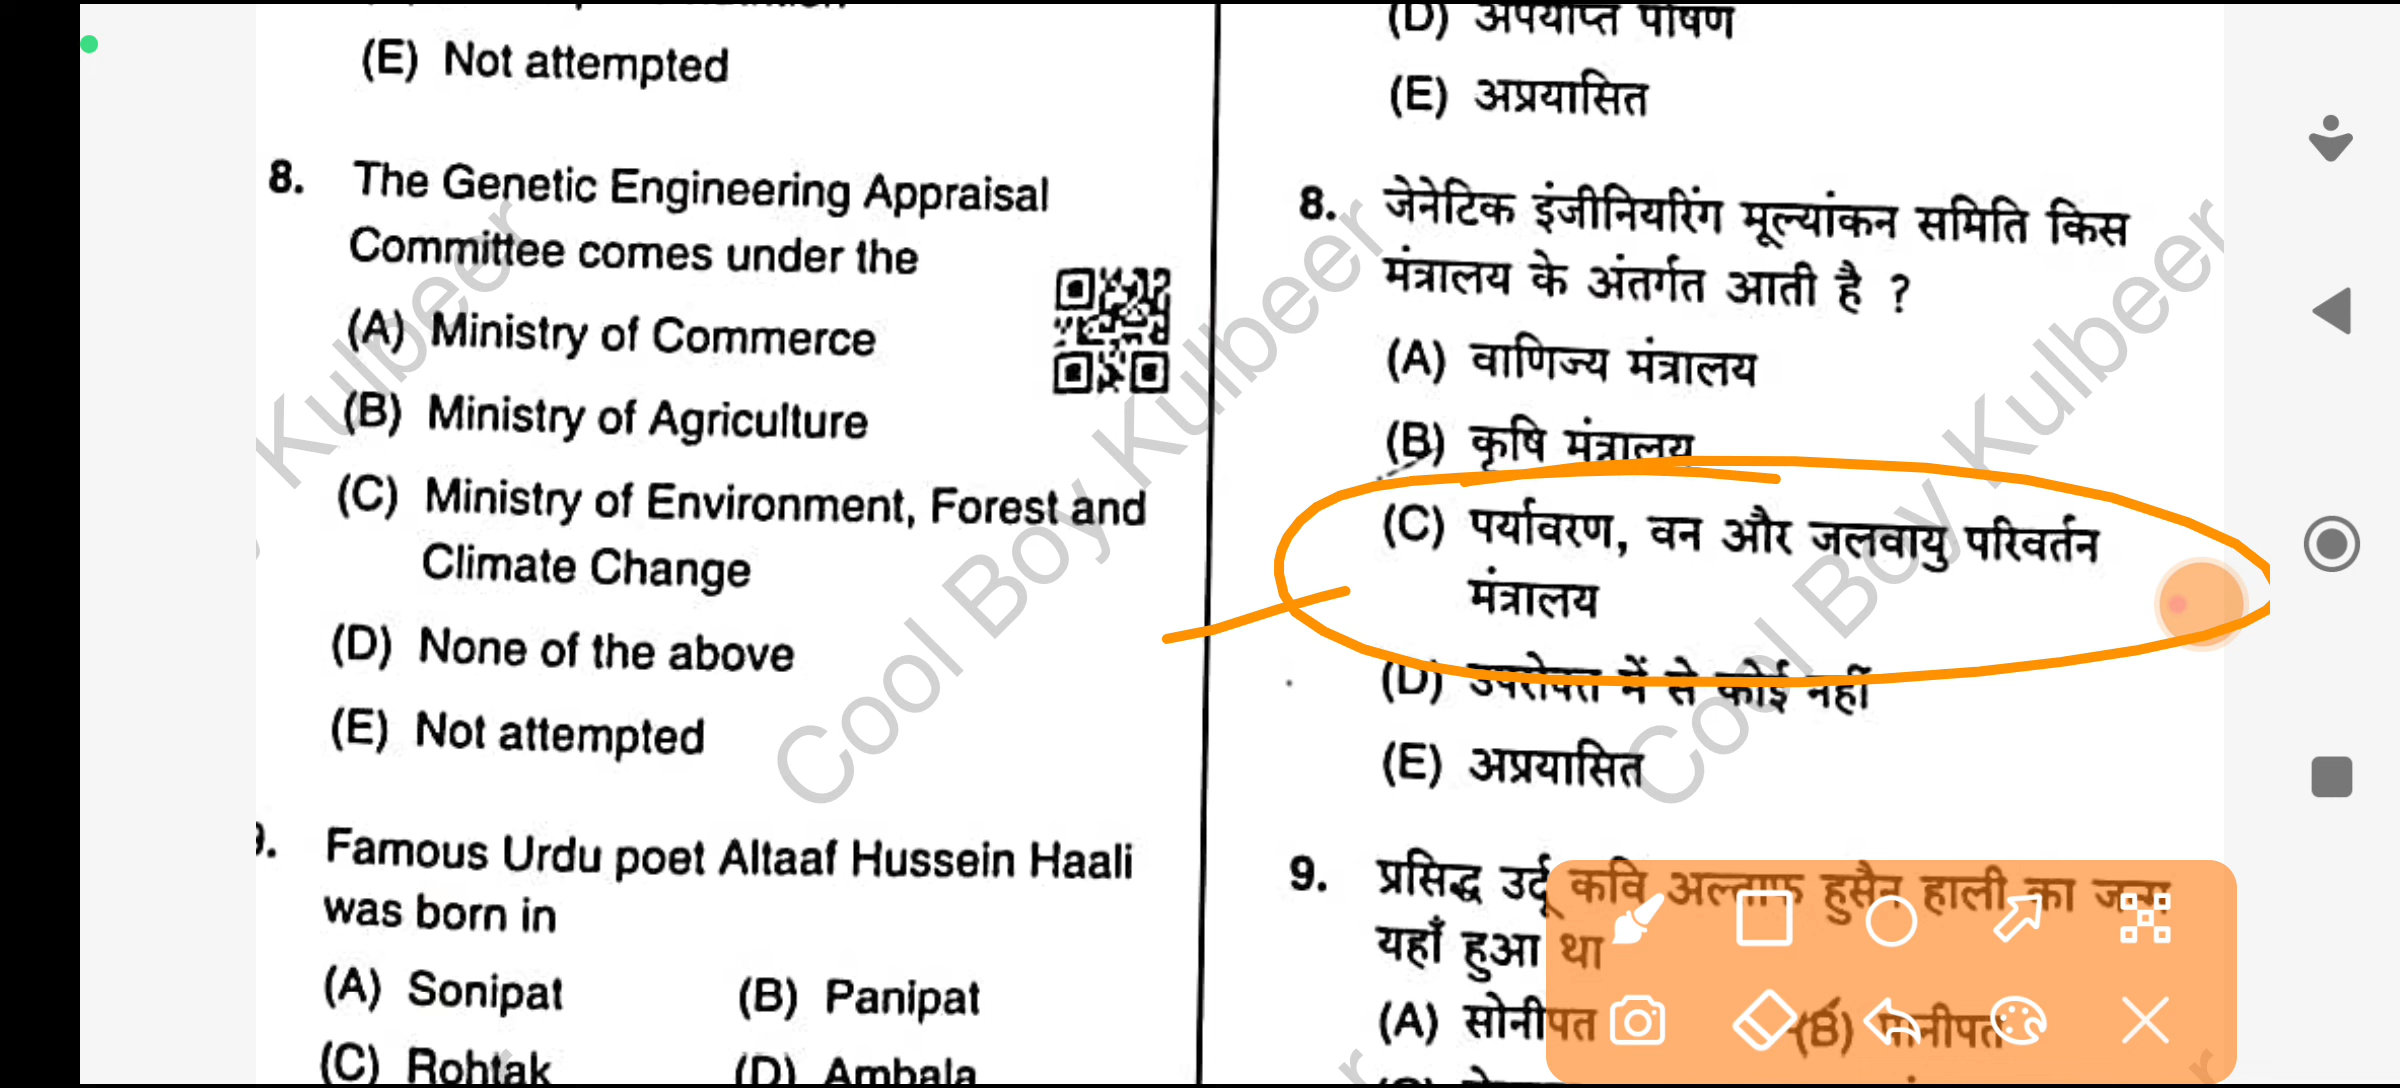 (E) Not attempted
8. The Genetic Engineering Appraisal
Committee comes under the
(A) Ministry of Commerce
(B) Ministry of Agriculture
(C) Ministry of Environment, Forest and
Climate Change
(D) None of the above
(E) Not attempted
9. Famous Urdu poet Altaaf Hussein Haali
was born in
(A) Sonipat (B) Panipat
(C) Rohtak (D) Ambala
(D) अपर्याप्त पोषण
(E) अप्रयासित
8. जेनेटिक इंजीनियरिंग मूल्यांकन समिति किस
मंत्रालय के अंतर्गत आती है ?
(A) वाणिज्य मंत्रालय
(B) कृषि मंत्रालय
(C) पर्यावरण, वन और जलवायु परिवर्तन
मंत्रालय
(D) उपरोक्त में से कोई नहीं
(E) अप्रयासित
9. प्रसिद्ध उर्दू कवि अल्ताफ हुसैन हाली का जन्म
यहाँ हुआ था
(A) सोनीपत (B) पानीपत
Cool Boy Kulbeer
Cool Boy Kulbeer
Kulbeer